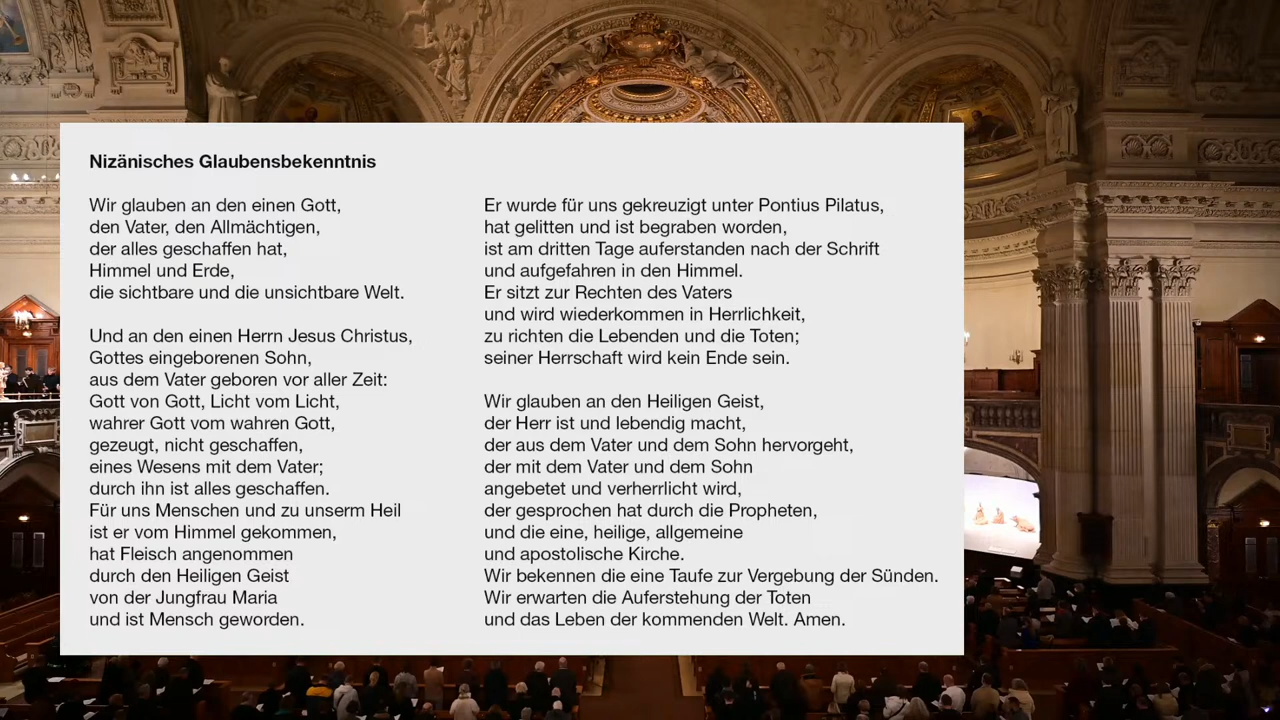 Nizänisches Glaubensbekenntnis
Wir glauben an den einen Gott,
den Vater, den Allmächtigen,
der alles geschaffen hat,
Himmel und Erde,
die sichtbare und die unsichtbare Welt.
Und an den einen Herrn Jesus Christus,
Gottes eingeborenen Sohn,
aus dem Vater geboren vor aller Zeit:
Gott von Gott, Licht vom Licht,
wahrer Gott vom wahren Gott,
gezeugt, nicht geschaffen,
eines Wesens mit dem Vater;
durch ihn ist alles geschaffen.
Für uns Menschen und zu unserm Heil
ist er vom Himmel gekommen,
hat Fleisch angenommen
durch den Heiligen Geist
von der Jungfrau Maria
und ist Mensch geworden.
Er wurde für uns gekreuzigt unter Pontius Pilatus,
hat gelitten und ist begraben worden,
ist am dritten Tage auferstanden nach der Schrift
und aufgefahren in den Himmel.
Er sitzt zur Rechten des Vaters
und wird wiederkommen in Herrlichkeit,
zu richten die Lebenden und die Toten;
seiner Herrschaft wird kein Ende sein.
Wir glauben an den Heiligen Geist,
der Herr ist und lebendig macht,
der aus dem Vater und dem Sohn hervorgeht,
der mit dem Vater und dem Sohn
angebetet und verherrlicht wird,
der gesprochen hat durch die Propheten,
und die eine, heilige, allgemeine
und apostolische Kirche.
Wir bekennen die eine Taufe zur Vergebung der Sünden.
Wir erwarten die Auferstehung der Toten
und das Leben der kommenden Welt. Amen.